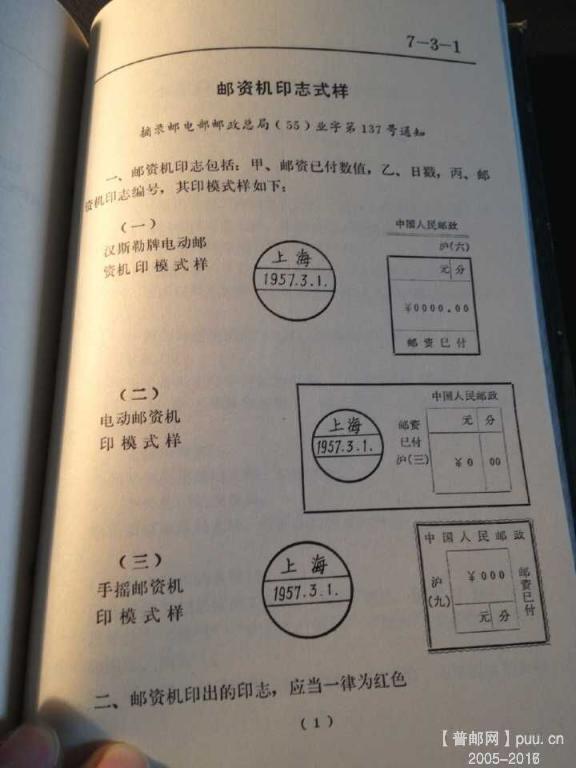 7-3-1
邮资机印志式样
摘录邮电部邮政总局(55)业字第137号通知
一、邮资机印志包括：甲、邮资已付数值，乙、日戳，丙、邮
资机印志编号，其印模式样如下：
(一)
汉斯勒牌电动邮
资机印模式样
上海
1957.3.1.
中国人民邮政
沪(六)
元 分
¥0000.00
邮资已付
(二)
电动邮资机
印模式样
上海
1957.3.1.
邮资
已付
沪(三)
中国人民邮政
元 分
¥0 00
(三)
手摇邮资机
印模式样
上海
1957.3.1.
中国人民邮政
沪(九)
¥000
元 分
邮资已付
二、邮资机印出的印志，应当一律为红色
(1)
【普邮网】puu.cn
2005-2016